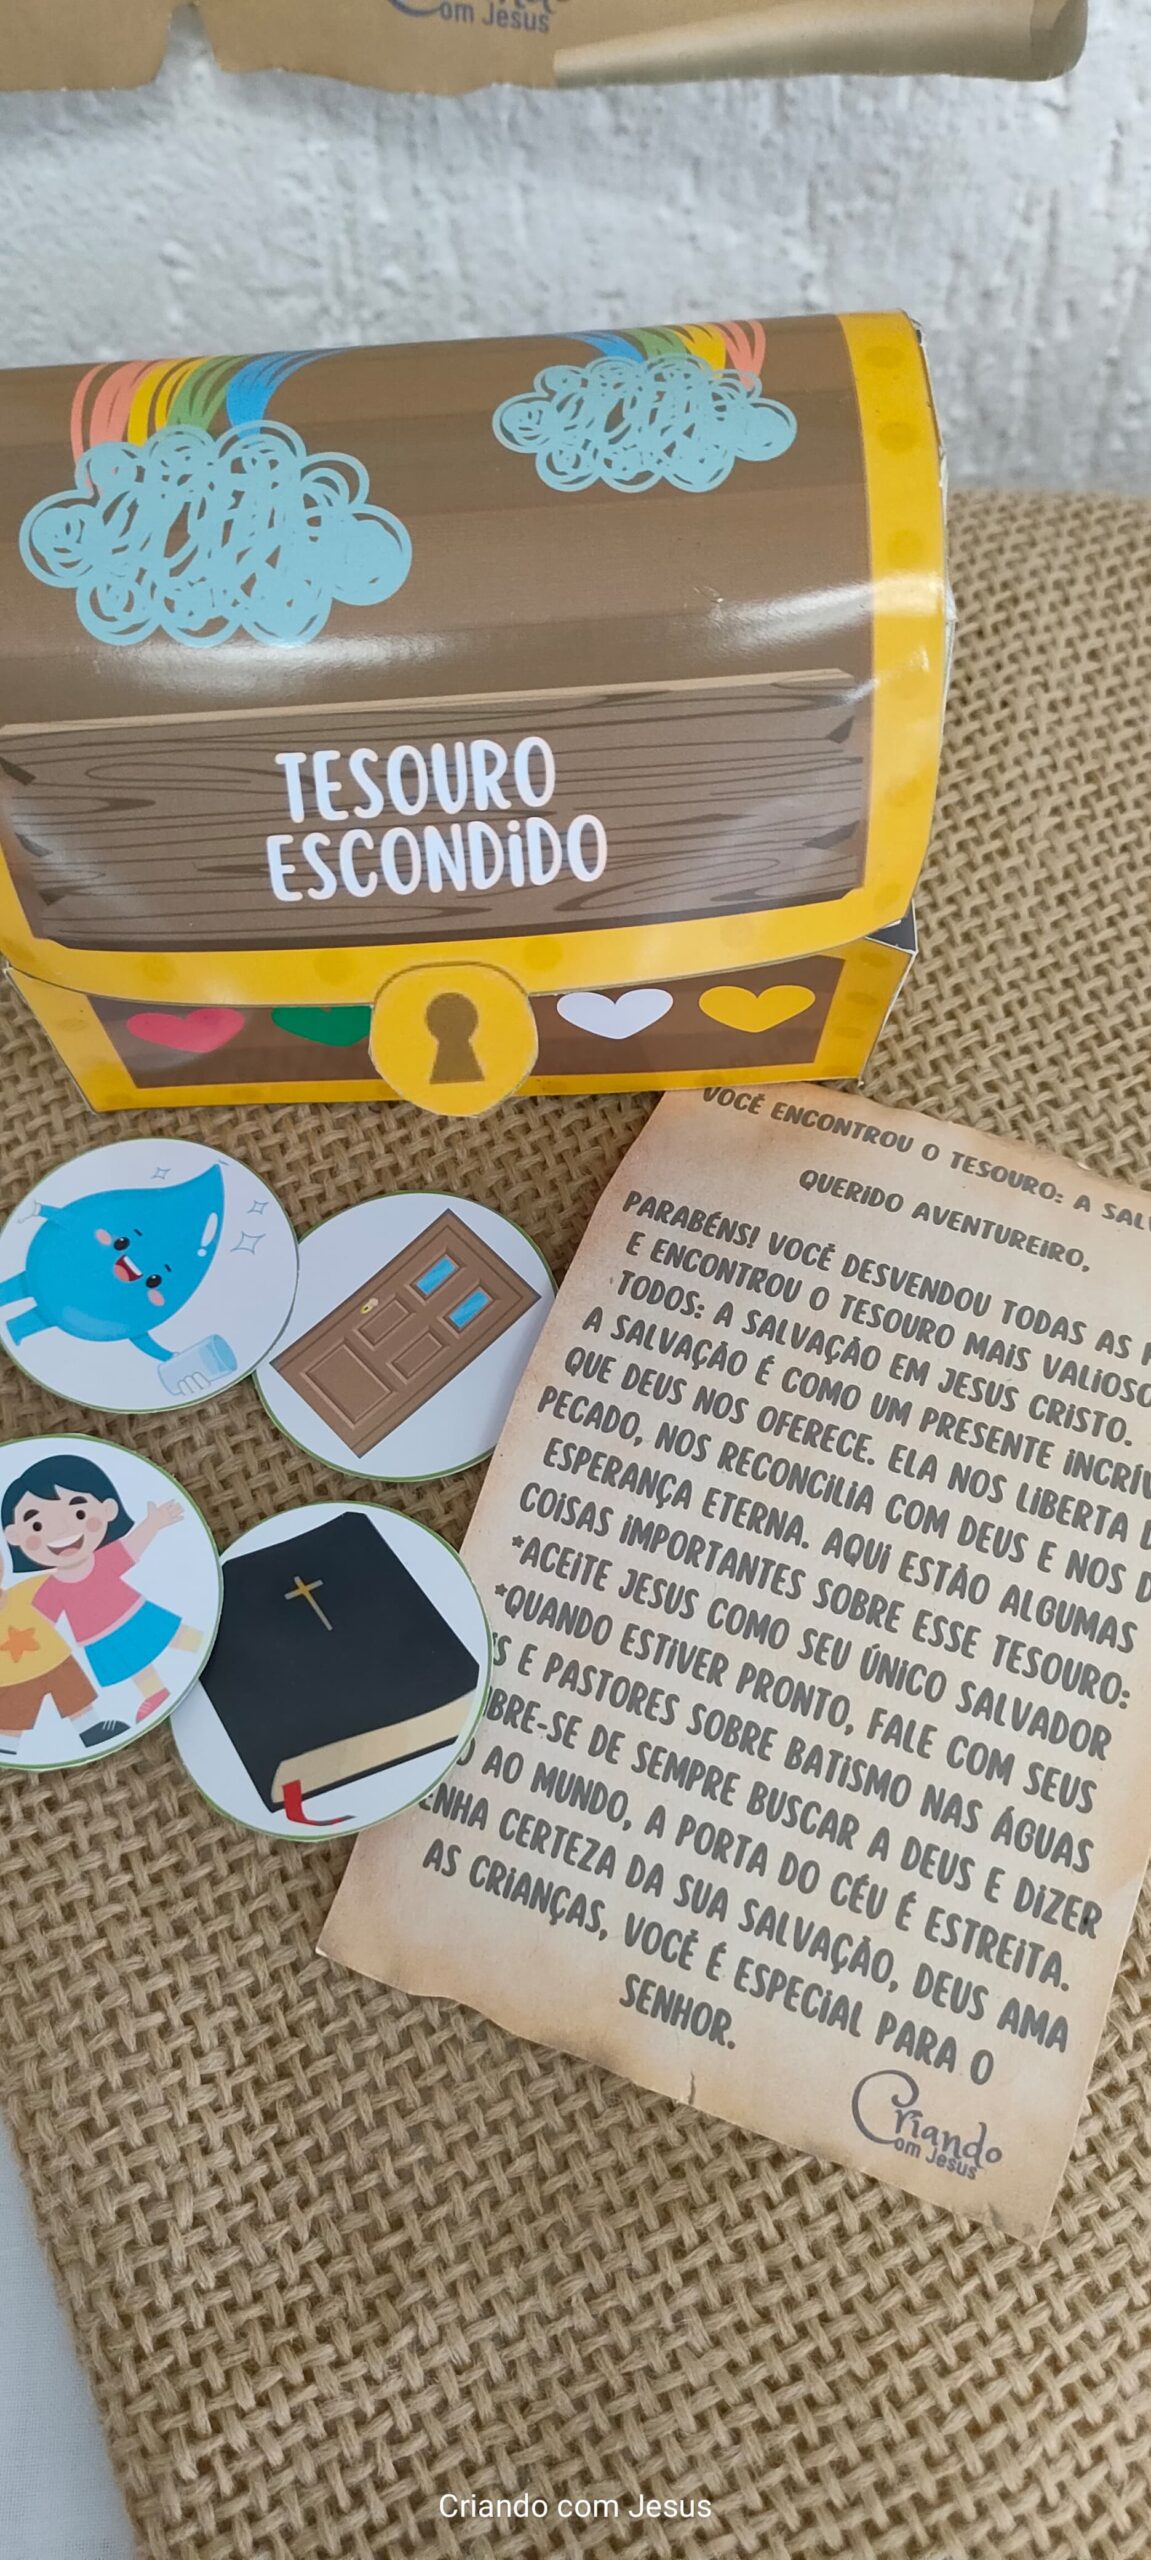 om Jesus
TESOURO
ESCONDiDO
VOCÊ ENCONTROU O TESOURO: A
QUERIDO AVENTUREiRO,
PARABÉNS! VOCÊ DESVENDOU TODAS AS
E ENCONTROU O TESOURO MAIS VALiOSO
TODOS: A SALVAÇÃO EM JESUS CRiSTO.
A SALVAÇÃO É COMO UM PRESENTE
QUE DEUS NOS OFERECE. ELA NOS LiBERTA
PECADO, NOS RECONCiLiA COM DEUS E NOS
ESPERANÇA ETERNA. AQUi ESTÃO ALGUMAS
COiSAS iMPORTANTES SOBRE ESSE TESOURO:
*ACEiTE JESUS COMO SEU ÚNiCO SALVADOR
*QUANDO ESTiVER PRONTO, FALE COM SEUS
E PASTORES SOBRE BATiSMO NAS ÁGUAS
DE SEMPRE BUSCAR A DEUS E DiZER
AO MUNDO, A PORTA DO CÉU É ESTREiTA.
CERTEZA DA SUA SALVAÇÃO, DEUS AMA
AS CRiANÇAS, VOCÊ É ESPECiAL PARA O
SENHOR.
Criando
om Jesus
Criando com Jesus